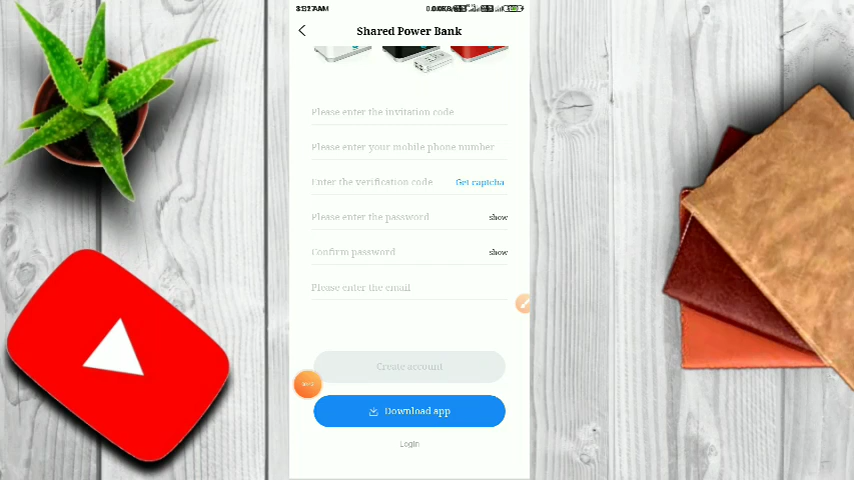 Shared Power Bank
Please enter the invitation code
Please enter your mobile phone number
Enter the verification code Get captcha
Please enter the password show
Confirm password show
Please enter the email
Create account
Download app
Login